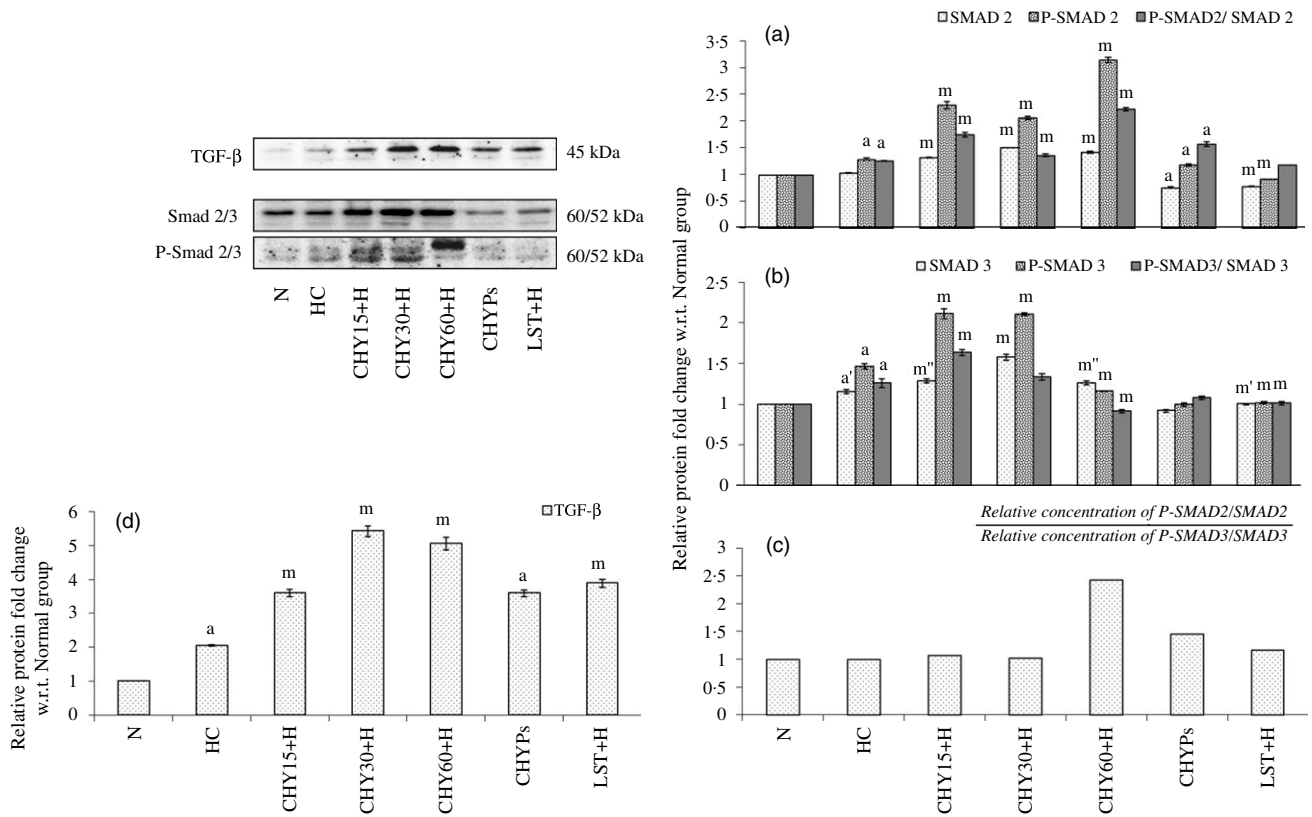 TGF-β
45 kDa
Smad 2/3
60/52 kDa
P-Smad 2/3
60/52 kDa
N
HC
CHY15+H
CHY30+H
CHY60+H
CHYPs
LST+H
(d)
TGF-β
Relative protein fold change
w.r.t. Normal group
6
5
4
3
2
1
0
a
m
m
m
a
m
N
HC
CHY15+H
CHY30+H
CHY60+H
CHYPs
LST+H
Relative protein fold change w.r.t. Normal group
(a)
SMAD 2 P-SMAD 2 P-SMAD2/ SMAD 2
3·5
3
2·5
2
1·5
1
0·5
0
a a
m m m
m m m
m m m
a a a
m m
(b)
SMAD 3 P-SMAD 3 P-SMAD3/ SMAD 3
2·5
2
1·5
1
0·5
0
a' a a
m'' m m
m m
m'' m m
m' m m
(c)
Relative concentration of P-SMAD2/SMAD2
Relative concentration of P-SMAD3/SMAD3
3
2·5
2
1·5
1
0·5
0
N
HC
CHY15+H
CHY30+H
CHY60+H
CHYPs
LST+H